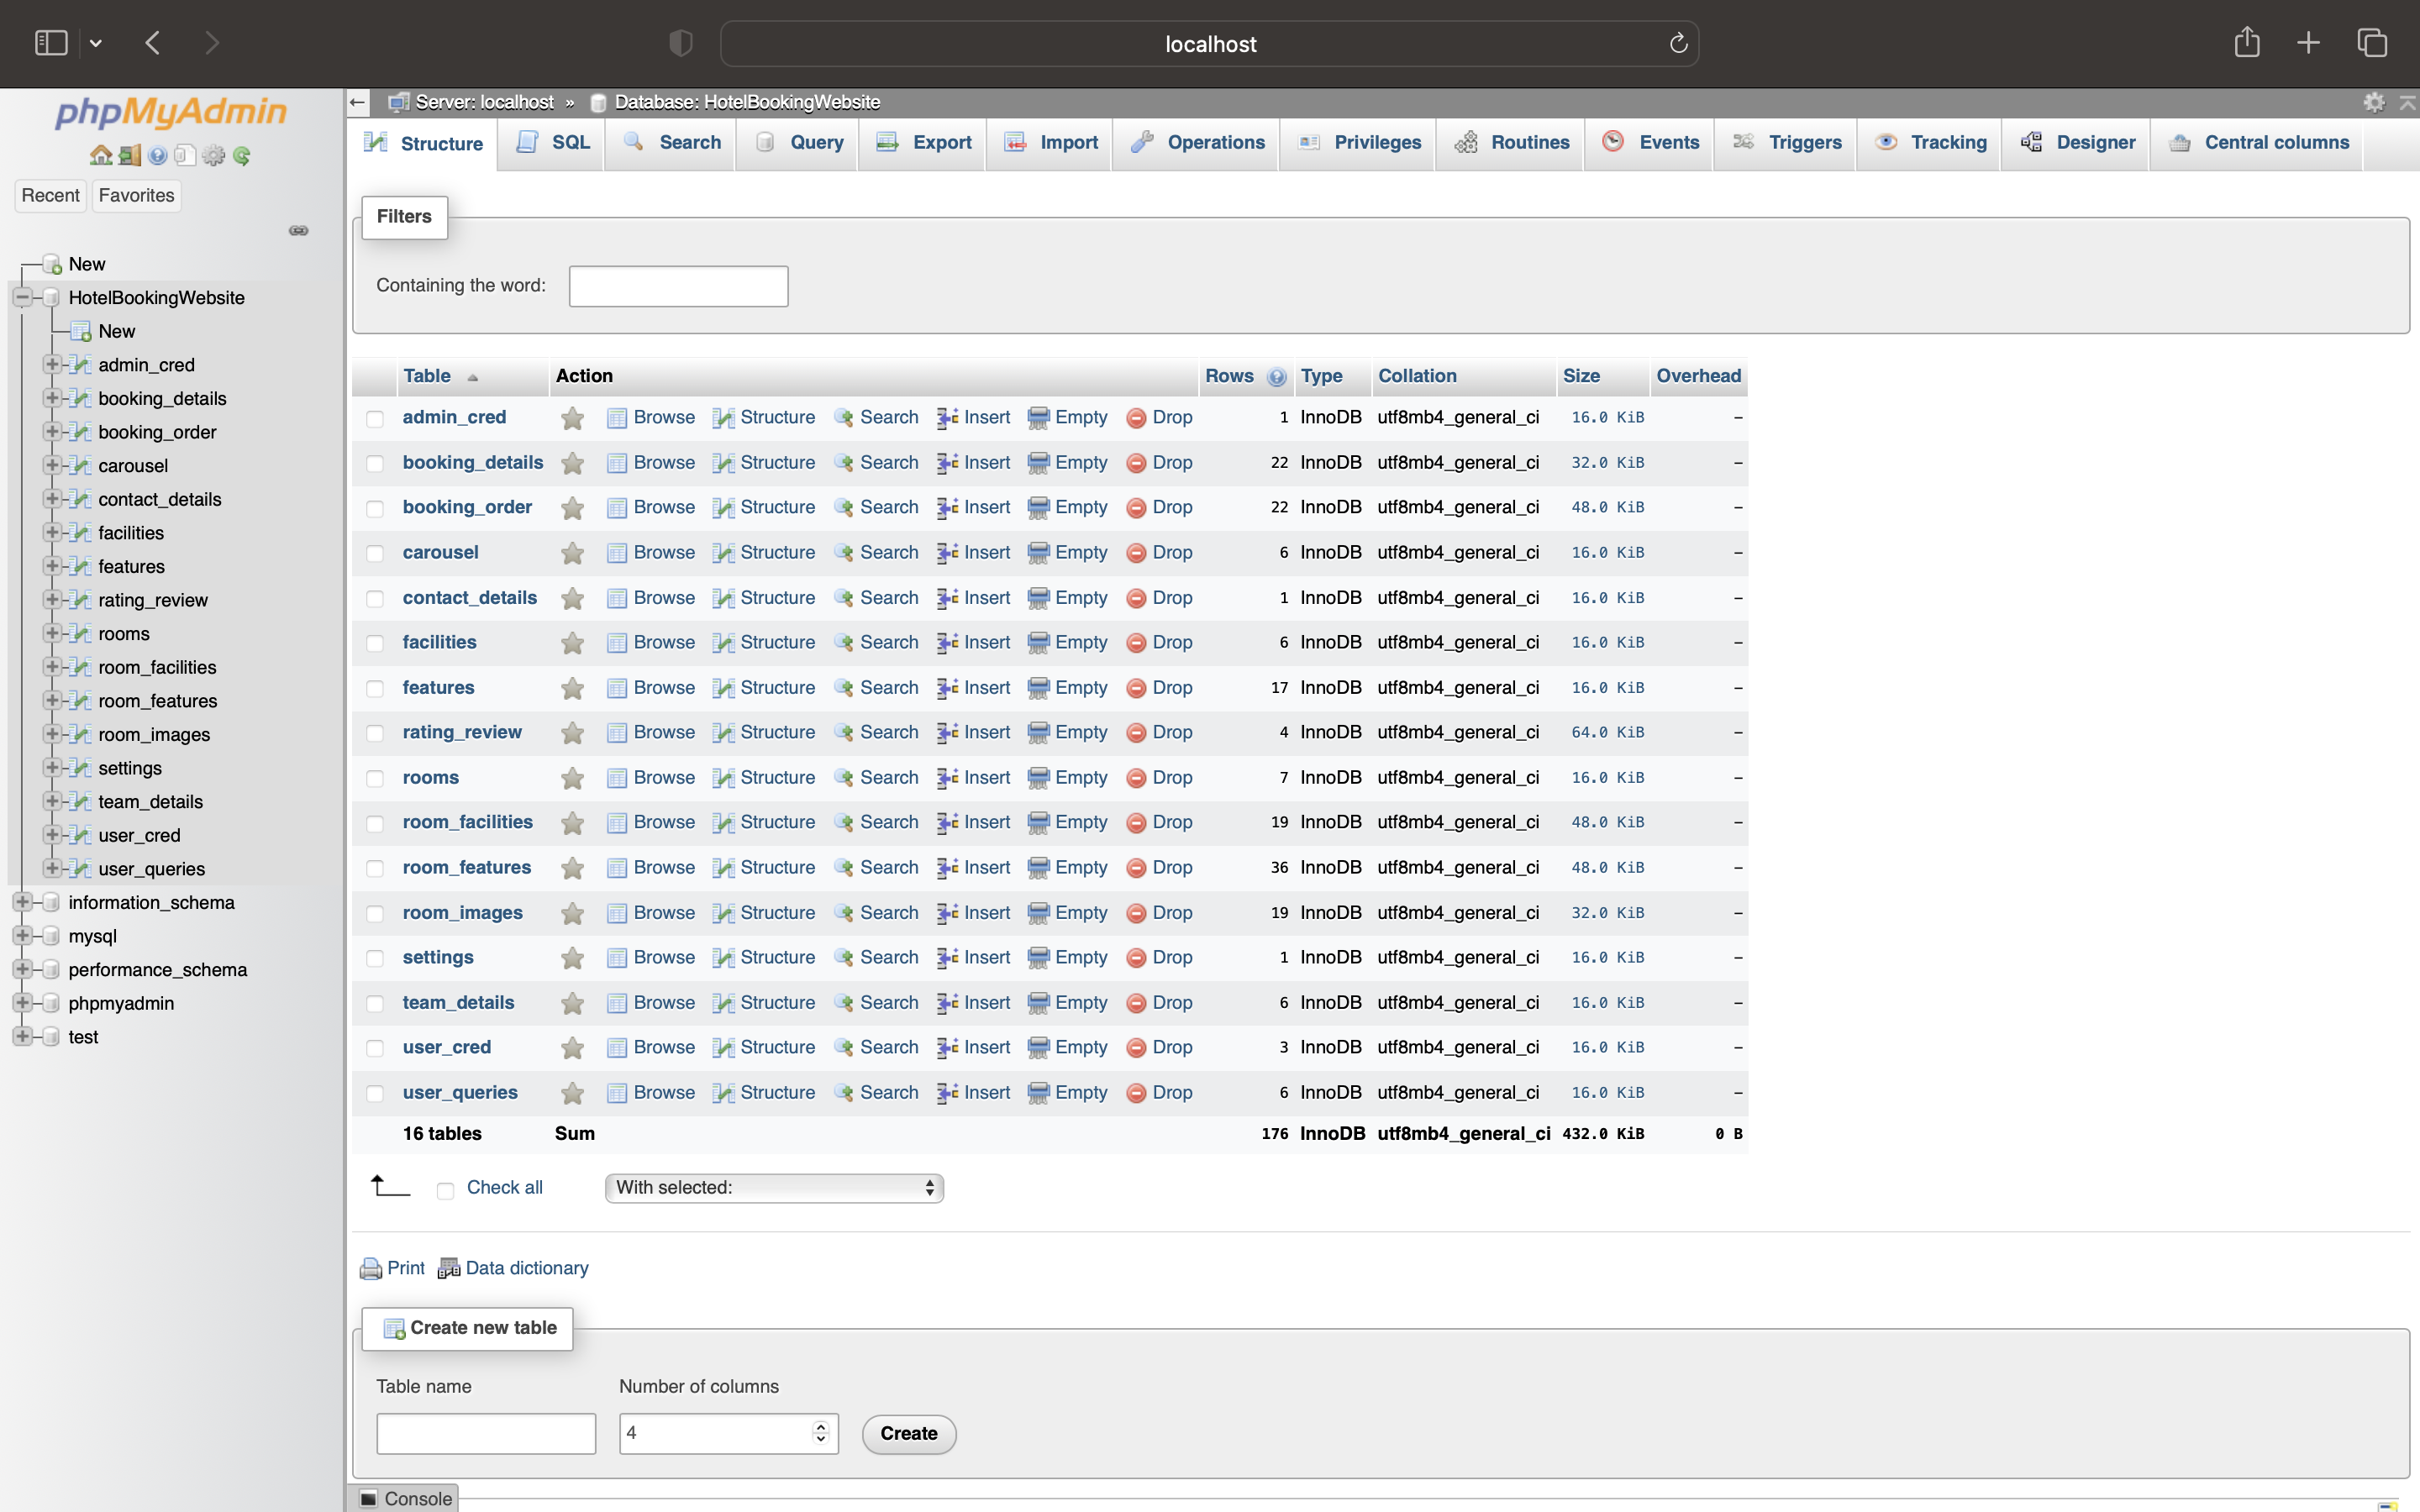 localhost
phpMyAdmin
Recent Favorites
New
HotelBookingWebsite
New
admin_cred
booking_details
booking_order
carousel
contact_details
facilities
features
rating_review
rooms
room_facilities
room_features
room_images
settings
team_details
user_cred
user_queries
information_schema
mysql
performance_schema
phpmyadmin
test
Server: localhost » Database: HotelBookingWebsite
Structure SQL Search Query Export Import Operations Privileges Routines Events Triggers Tracking Designer Central columns
Filters
Containing the word:
Table Action Rows Type Collation Size Overhead
admin_cred Browse Structure Search Insert Empty Drop 1 InnoDB utf8mb4_general_ci 16.0 KiB –
booking_details Browse Structure Search Insert Empty Drop 22 InnoDB utf8mb4_general_ci 32.0 KiB –
booking_order Browse Structure Search Insert Empty Drop 22 InnoDB utf8mb4_general_ci 48.0 KiB –
carousel Browse Structure Search Insert Empty Drop 6 InnoDB utf8mb4_general_ci 16.0 KiB –
contact_details Browse Structure Search Insert Empty Drop 1 InnoDB utf8mb4_general_ci 16.0 KiB –
facilities Browse Structure Search Insert Empty Drop 6 InnoDB utf8mb4_general_ci 16.0 KiB –
features Browse Structure Search Insert Empty Drop 17 InnoDB utf8mb4_general_ci 16.0 KiB –
rating_review Browse Structure Search Insert Empty Drop 4 InnoDB utf8mb4_general_ci 64.0 KiB –
rooms Browse Structure Search Insert Empty Drop 7 InnoDB utf8mb4_general_ci 16.0 KiB –
room_facilities Browse Structure Search Insert Empty Drop 19 InnoDB utf8mb4_general_ci 48.0 KiB –
room_features Browse Structure Search Insert Empty Drop 36 InnoDB utf8mb4_general_ci 48.0 KiB –
room_images Browse Structure Search Insert Empty Drop 19 InnoDB utf8mb4_general_ci 32.0 KiB –
settings Browse Structure Search Insert Empty Drop 1 InnoDB utf8mb4_general_ci 16.0 KiB –
team_details Browse Structure Search Insert Empty Drop 6 InnoDB utf8mb4_general_ci 16.0 KiB –
user_cred Browse Structure Search Insert Empty Drop 3 InnoDB utf8mb4_general_ci 16.0 KiB –
user_queries Browse Structure Search Insert Empty Drop 6 InnoDB utf8mb4_general_ci 16.0 KiB –
16 tables Sum 176 InnoDB utf8mb4_general_ci 432.0 KiB 0 B
Check all With selected:
Print Data dictionary
Create new table
Table name Number of columns
4 Create
Console